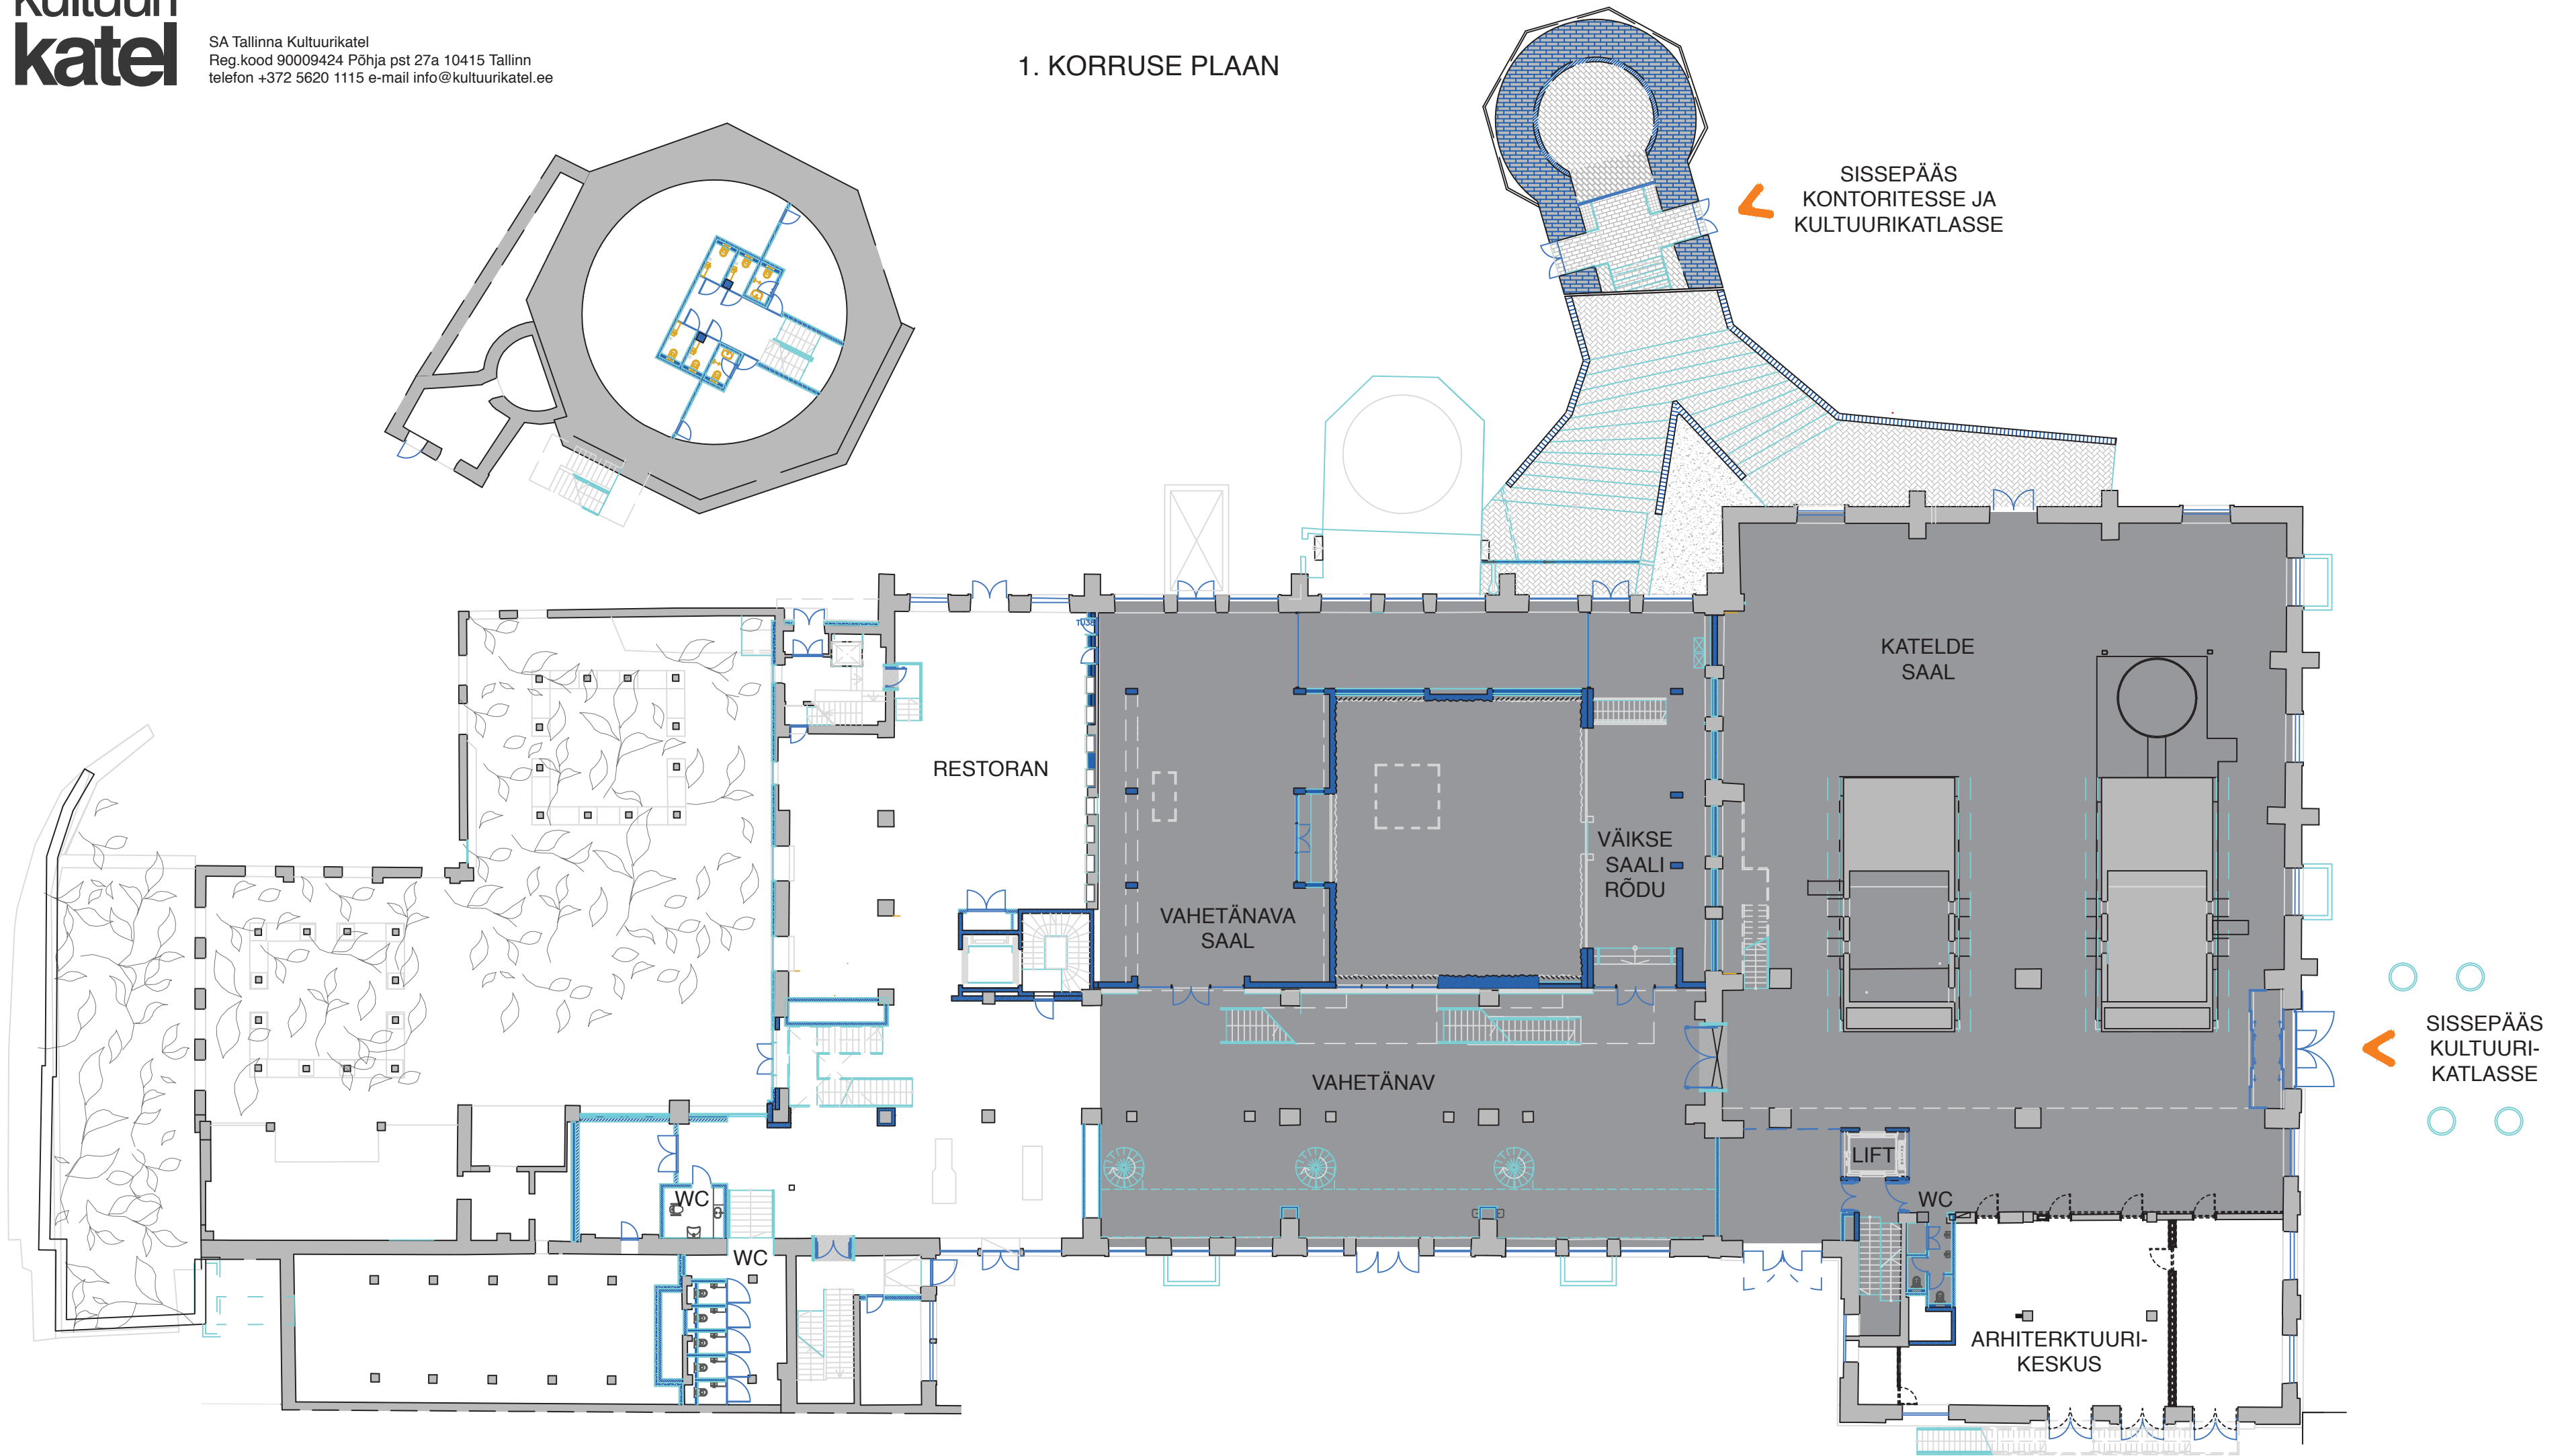 kultuuri
katel
SA Tallinna Kultuurikatel
Reg.kood 90009424 Põhja pst 27a 10415 Tallinn
telefon +372 5620 1115 e-mail info@kultuurikatel.ee
1. KORRUSE PLAAN
SISSEPÄÄS
KONTORITESSE JA
KULTUURIKATLASSE
KATELDE
SAAL
RESTORAN
VÄIKSE
SAALI
RÕDU
VAHETÄNAVA
SAAL
VAHETÄNAV
SISSEPÄÄS
KULTUURI-
KATLASSE
LIFT
WC
WC
WC
ARHITERKTUURI-
KESKUS